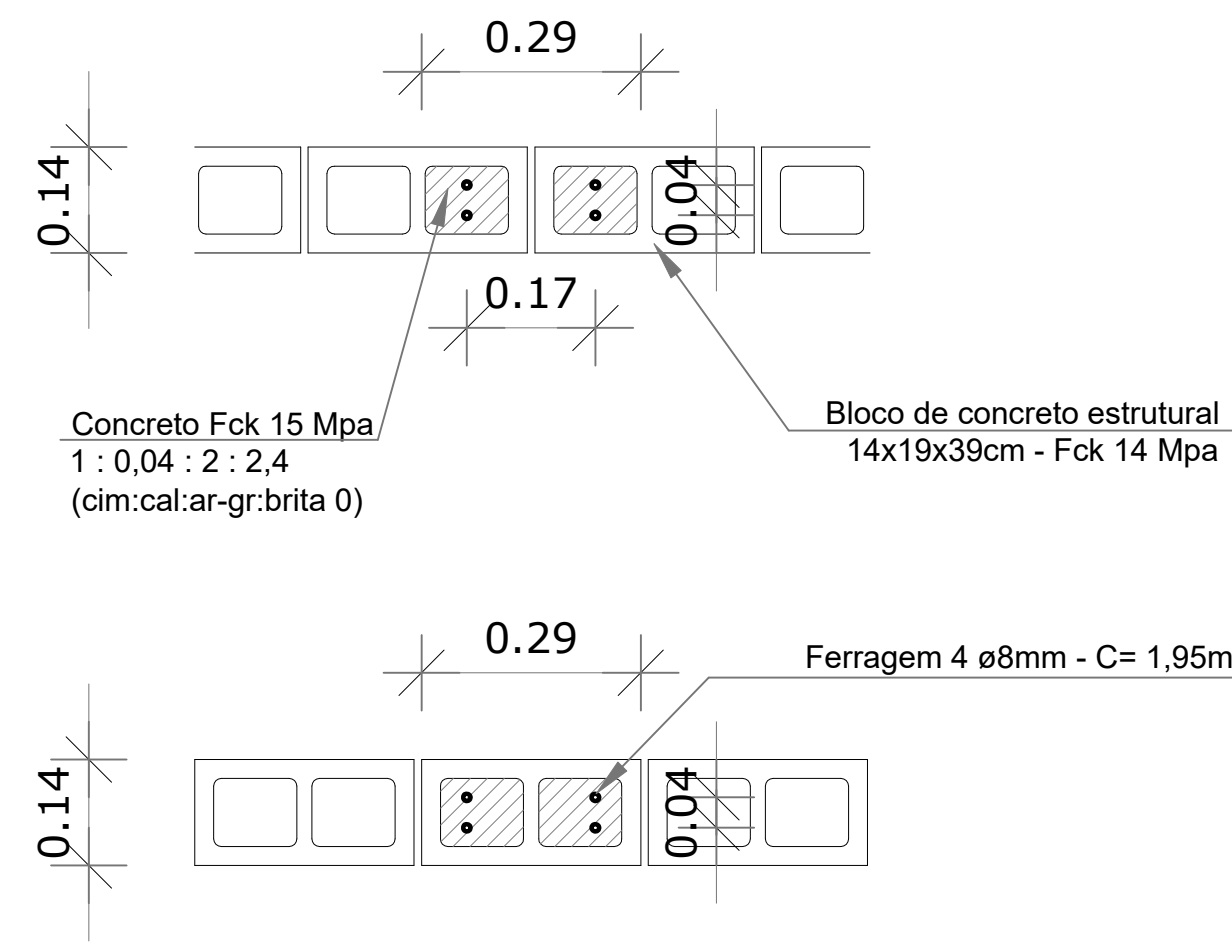 0.29
0.14
0.04
0.17
Concreto Fck 15 Mpa
1 : 0,04 : 2 : 2,4
(cim:cal:ar-gr:brita 0)
Bloco de concreto estrutural
14x19x39cm - Fck 14 Mpa
0.29
Ferragem 4 ø8mm - C= 1,95m
0.14
0.04